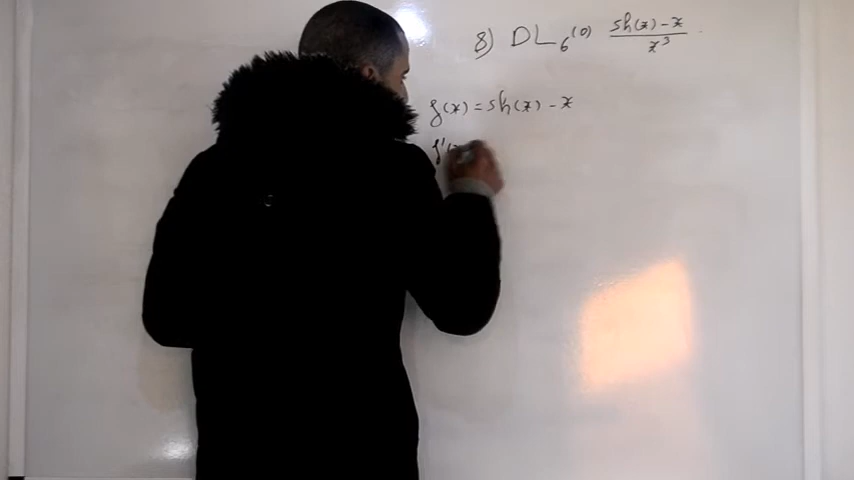 8) DL₆(0) (sh(x) - x) / x³
f(x) = sh(x) - x
f'(